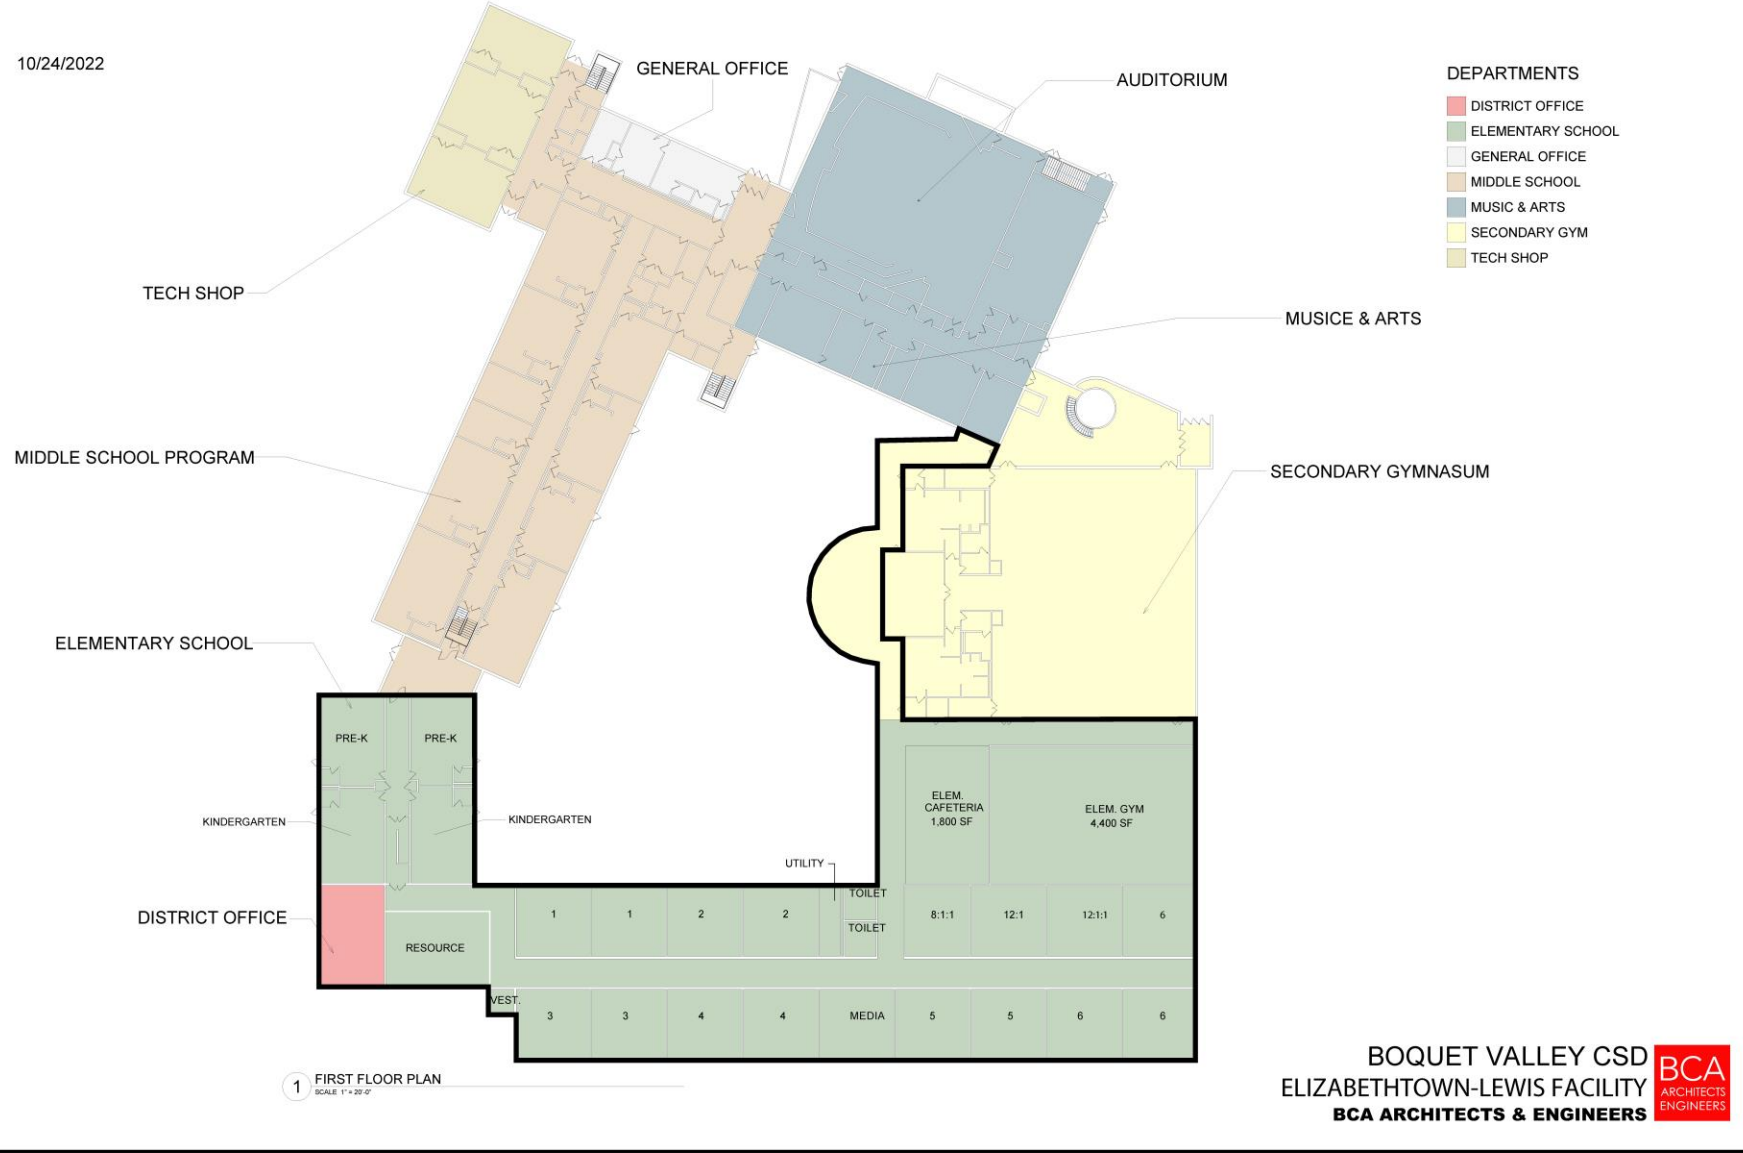 10/24/2022
GENERAL OFFICE
AUDITORIUM
DEPARTMENTS
DISTRICT OFFICE
ELEMENTARY SCHOOL
GENERAL OFFICE
MIDDLE SCHOOL
MUSIC & ARTS
SECONDARY GYM
TECH SHOP
TECH SHOP
MUSICE & ARTS
MIDDLE SCHOOL PROGRAM
SECONDARY GYMNASUM
ELEMENTARY SCHOOL
PRE-K
PRE-K
KINDERGARTEN
KINDERGARTEN
ELEM.
CAFETERIA
1,800 SF
ELEM. GYM
4,400 SF
UTILITY
TOILET
TOILET
DISTRICT OFFICE
RESOURCE
1
1
2
2
8:1:1
12:1
12:1:1
6
VEST.
3
3
4
4
MEDIA
5
5
6
6
1
FIRST FLOOR PLAN
SCALE 1" = 20'-0"
BOQUET VALLEY CSD
ELIZABETHTOWN-LEWIS FACILITY
BCA ARCHITECTS & ENGINEERS
BCA
ARCHITECTS
ENGINEERS